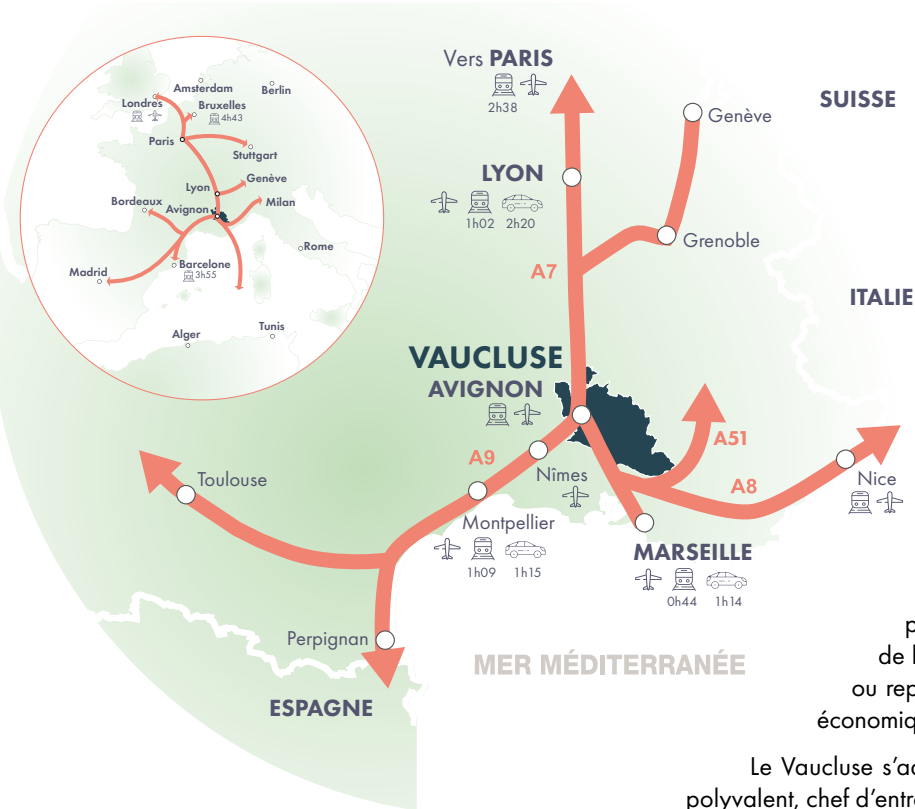 Amsterdam
Berlin
Londres
Bruxelles
4h43
Paris
Stuttgart
Lyon
Genève
Bordeaux
Avignon
Milan
Rome
Barcelone
3h55
Madrid
Alger
Tunis
Vers PARIS
2h38
Genève
SUISSE
LYON
1h02 2h20
Grenoble
A7
ITALIE
VAUCLUSE
AVIGNON
A51
A9
A8
Toulouse
Nîmes
Nice
Montpellier
1h09 1h15
MARSEILLE
0h44 1h14
Perpignan
MER MÉDITERRANÉE
ESPAGNE
p
de l
ou rep
économiq
Le Vaucluse s’ac
polyvalent, chef d’entre